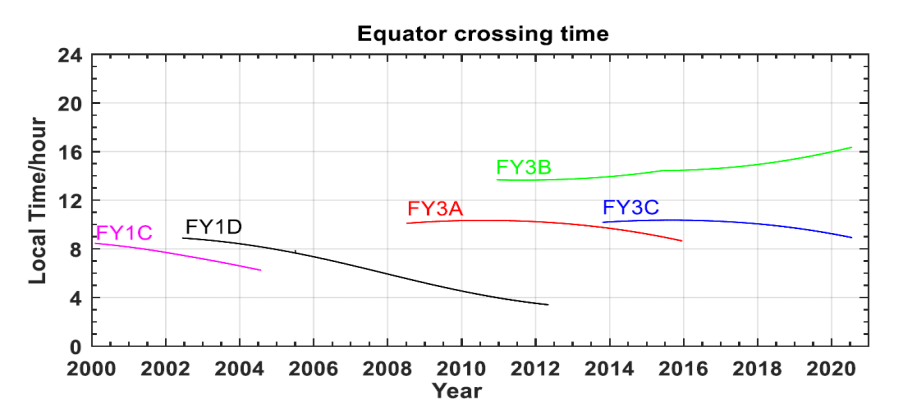 Equator crossing time
Local Time/hour
24
20
16
12
8
4
0
FY1C
FY1D
FY3A
FY3B
FY3C
2000 2002 2004 2006 2008 2010 2012 2014 2016 2018 2020
Year